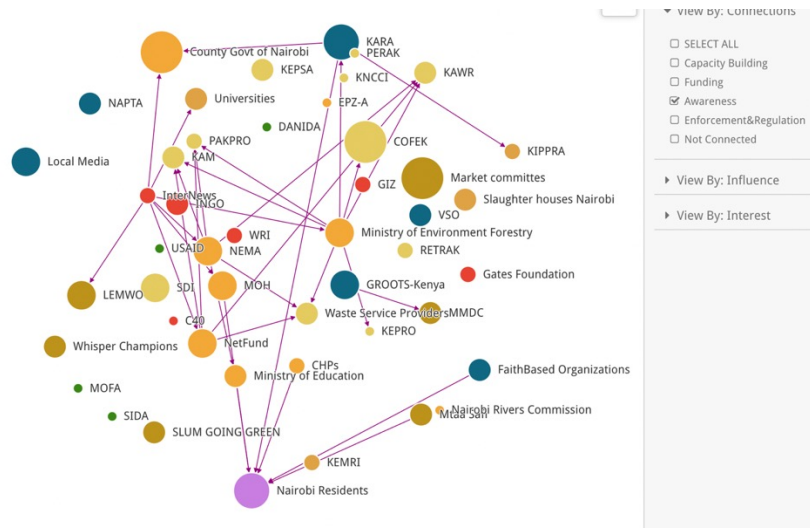 View By: Connections
SELECT ALL
Capacity Building
Funding
Awareness
Enforcement&Regulation
Not Connected
View By: Influence
View By: Interest
KARA
County Govt of Nairobi
PERAK
KEPSA
KAWR
KNCCI
NAPTA
Universities
EPZ-A
DANIDA
PAKPRO
COFEK
KIPPRA
KAM
Local Media
Market committes
GIZ
InterNews
INGO
Slaughter houses Nairobi
VSO
WRI
Ministry of Environment Forestry
USAID
NEMA
RETRAK
Gates Foundation
LEMWO
SDI
MOH
GROOTS-Kenya
Waste Service Providers
MMDC
C40
KEPRO
Whisper Champions
NetFund
CHPs
FaithBased Organizations
Ministry of Education
MOFA
Nairobi Rivers Commission
Mtaa Safi
SIDA
SLUM GOING GREEN
KEMRI
Nairobi Residents